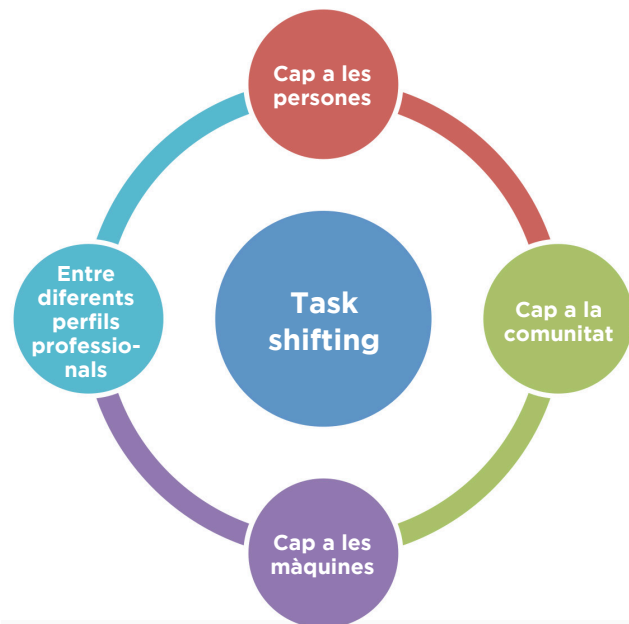 Cap a les
persones
Entre
diferents
perfils
professio-
nals
Task
shifting
Cap a la
comunitat
Cap a les
màquines